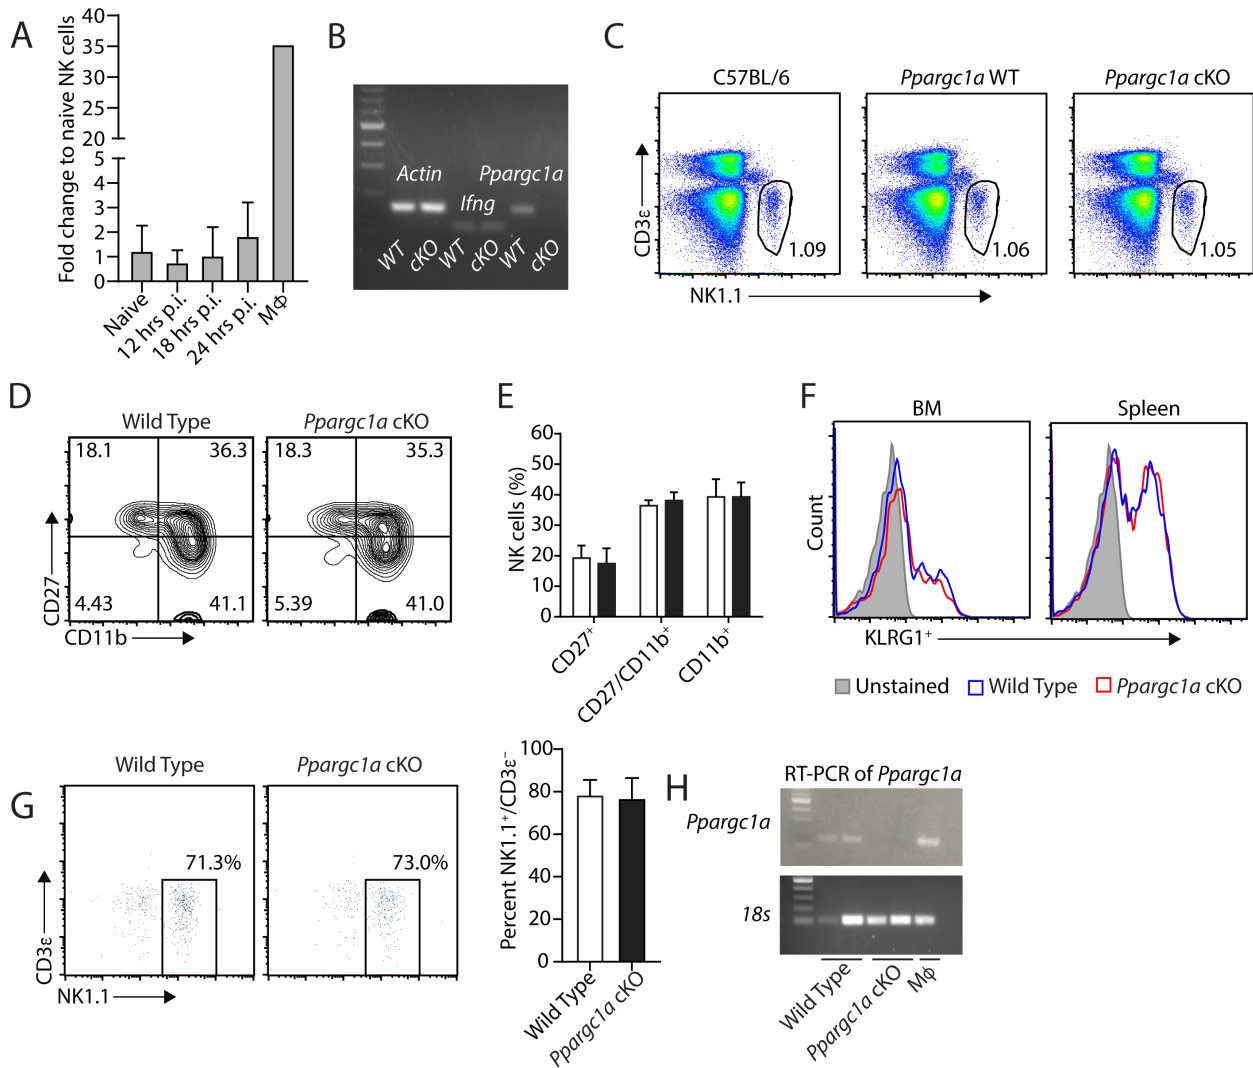 A
Fold change to naive NK cells
40
35
30
25
20
5
4
3
2
1
0
Naive
12 hrs p.i.
18 hrs p.i.
24 hrs p.i.
MΦ
B
Actin
Ppargc1a
Ifng
WT
cKO
WT
cKO
WT
cKO
C
C57BL/6
Ppargc1a WT
Ppargc1a cKO
1.09
1.06
1.05
CD3ε
NK1.1
D
Wild Type
Ppargc1a cKO
18.1
36.3
18.3
35.3
4.43
41.1
5.39
41.0
CD27
CD11b
E
NK cells (%)
60
50
40
30
20
10
0
CD27⁺
CD27/CD11b⁺
CD11b⁺
F
BM
Spleen
Count
KLRG1⁺
Unstained
Wild Type
Ppargc1a cKO
G
Wild Type
Ppargc1a cKO
71.3%
73.0%
CD3ε
NK1.1
Percent NK1.1⁺/CD3ε⁻
100
80
60
40
20
0
Wild Type
Ppargc1a cKO
H
RT-PCR of Ppargc1a
Ppargc1a
18s
Wild Type
Ppargc1a cKO
Mϕ